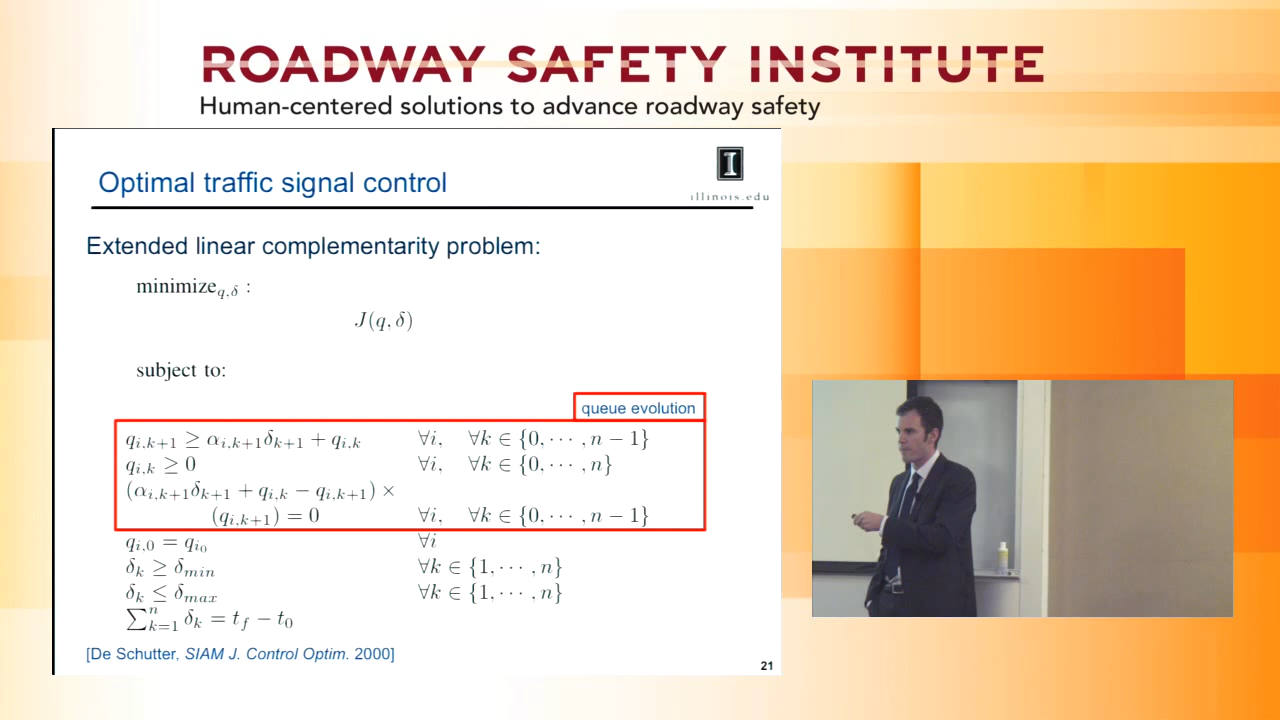 ROADWAY SAFETY INSTITUTE
Human-centered solutions to advance roadway safety
Optimal traffic signal control
I
illinois.edu
Extended linear complementarity problem:
minimize_{q,δ} :
J(q, δ)
subject to:
queue evolution
q_{i,k+1} ≥ α_{i,k+1}δ_{k+1} + q_{i,k} ∀i, ∀k ∈ {0, ⋯ , n − 1}
q_{i,k} ≥ 0 ∀i, ∀k ∈ {0, ⋯ , n}
(α_{i,k+1}δ_{k+1} + q_{i,k} − q_{i,k+1}) ×
(q_{i,k+1}) = 0 ∀i, ∀k ∈ {0, ⋯ , n − 1}
q_{i,0} = q_{i_0} ∀i
δ_k ≥ δ_{min} ∀k ∈ {1, ⋯ , n}
δ_k ≤ δ_{max} ∀k ∈ {1, ⋯ , n}
∑_{k=1}^{n} δ_k = t_f − t_0
[De Schutter, SIAM J. Control Optim. 2000]
21